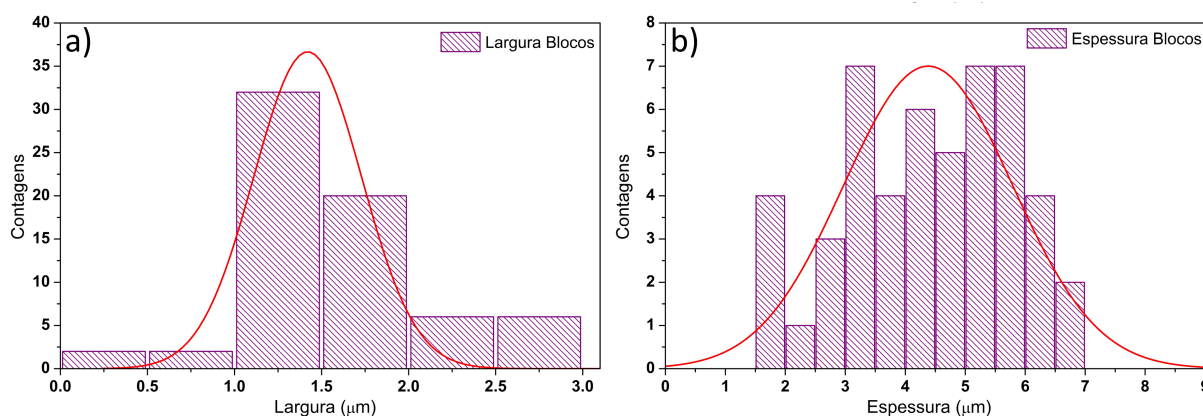 a)
Largura Blocos
Contagens
40
35
30
25
20
15
10
5
0
0.0 0.5 1.0 1.5 2.0 2.5 3.0
Largura (μm)
b)
Espessura Blocos
Contagens
8
7
6
5
4
3
2
1
0
0 1 2 3 4 5 6 7 8 9
Espessura (μm)